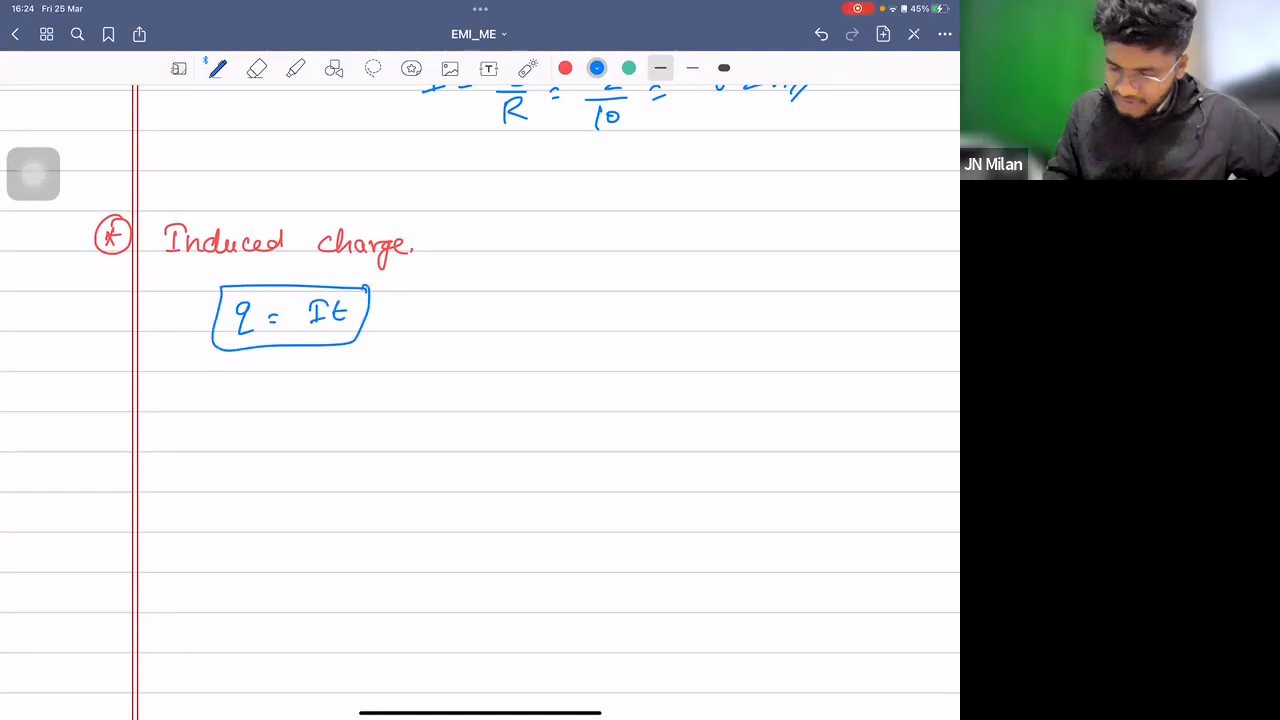 16:24 Fri 25 Mar
45%
EMI_ME
R = 10 =
* Induced charge.
q = It
JN Milan